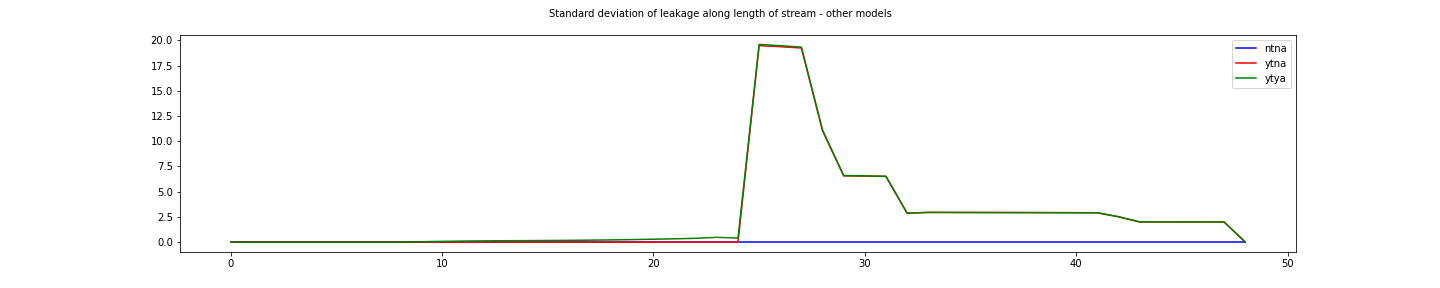 Standard deviation of leakage along length of stream - other models
20.0
17.5
15.0
12.5
10.0
7.5
5.0
2.5
0.0
0 10 20 30 40 50
ntna
ytna
ytya